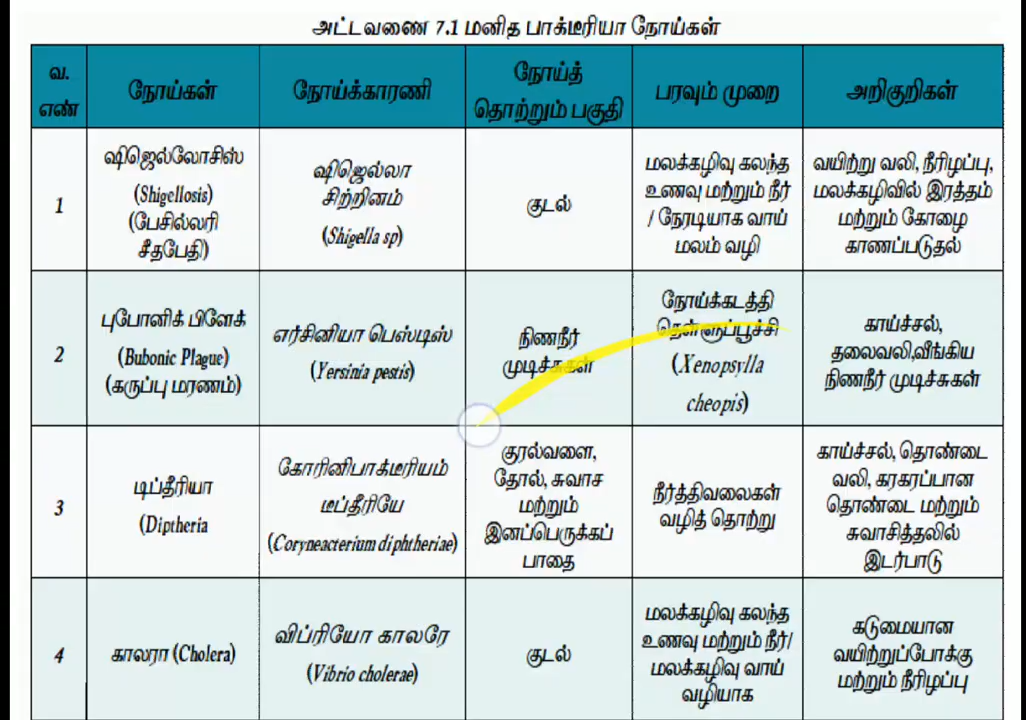 அட்டவணை 7.1 மனித பாக்டீரியா நோய்கள்
வ.
எண்
நோய்கள்
நோய்க்காரணி
நோய்த்
தொற்றும் பகுதி
பரவும் முறை
அறிகுறிகள்
1
ஷிஜெல்லோசிஸ்
(Shigellosis)
(பேசில்லரி
சீதபேதி)
ஷிஜெல்லா
சிற்றினம்
(Shigella sp)
குடல்
மலக்கழிவு கலந்த
உணவு மற்றும் நீர்
/ நேரடியாக வாய்
மலம் வழி
வயிற்று வலி, நீரிழப்பு,
மலக்கழிவில் இரத்தம்
மற்றும் கோழை
காணப்படுதல்
2
புபோனிக் பிளேக்
(Bubonic Plague)
(கருப்பு மரணம்)
எர்சினியா பெஸ்டிஸ்
(Yersinia pestis)
நிணநீர்
முடிச்சுகள்
நோய்க்கடத்தி
தெள்ளுப்பூச்சி
(Xenopsylla
cheopis)
காய்ச்சல்,
தலைவலி,வீங்கிய
நிணநீர் முடிச்சுகள்
3
டிப்தீரியா
(Diptheria
கோரினிபாக்டீரியம்
டீப்தீரியே
(Coryneacterium diphtheriae)
குரல்வளை,
தோல், சுவாச
மற்றும்
இனப்பெருக்கப்
பாதை
நீர்த்திவலைகள்
வழித் தொற்று
காய்ச்சல், தொண்டை
வலி, கரகரப்பான
தொண்டை மற்றும்
சுவாசித்தலில்
இடர்பாடு
4
காலரா (Cholera)
விப்ரியோ காலரே
(Vibrio cholerae)
குடல்
மலக்கழிவு கலந்த
உணவு மற்றும் நீர்/
மலக்கழிவு வாய்
வழியாக
கடுமையான
வயிற்றுப்போக்கு
மற்றும் நீரிழப்பு